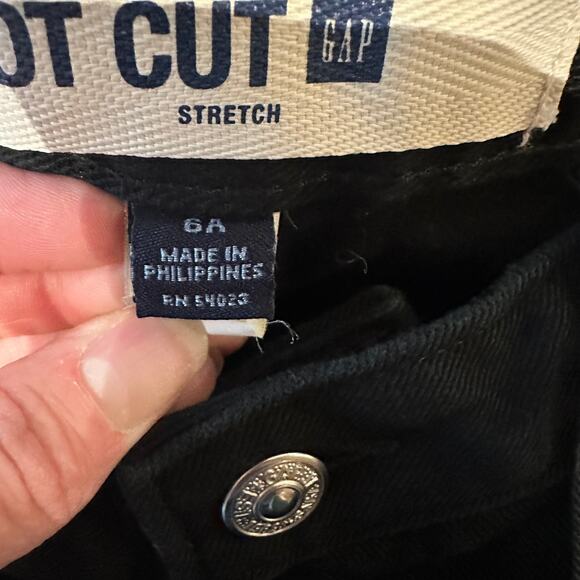 OT CUT
GAP
STRETCH
6A
MADE IN
PHILIPPINES
RN 54023